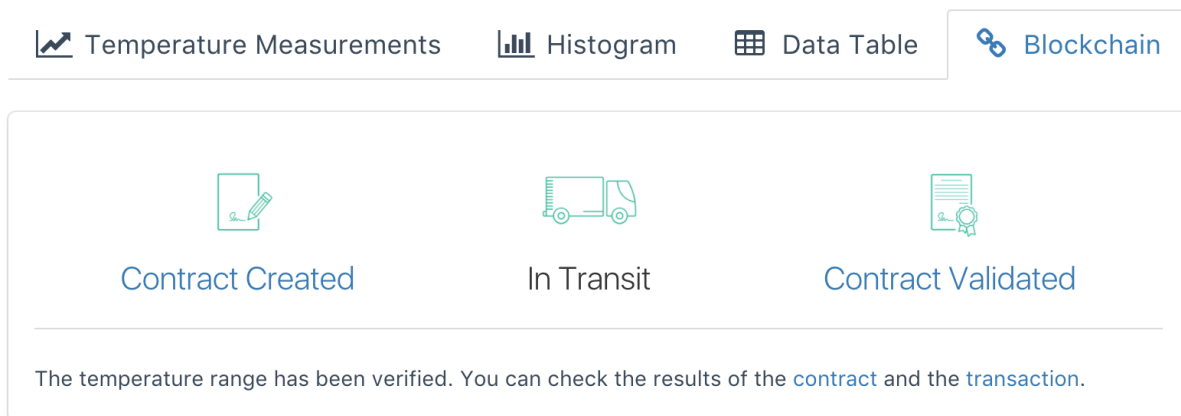 Temperature Measurements Histogram Data Table Blockchain
Contract Created In Transit Contract Validated
The temperature range has been verified. You can check the results of the contract and the transaction.